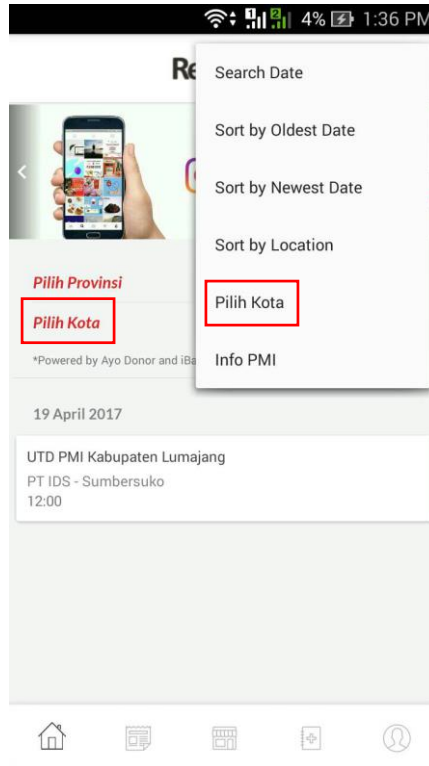 4% 1:36 PM
Re
Search Date
Sort by Oldest Date
Sort by Newest Date
Sort by Location
Pilih Kota
Info PMI
Pilih Provinsi
Pilih Kota
*Powered by Ayo Donor and iBa
19 April 2017
UTD PMI Kabupaten Lumajang
PT IDS - Sumbersuko
12:00